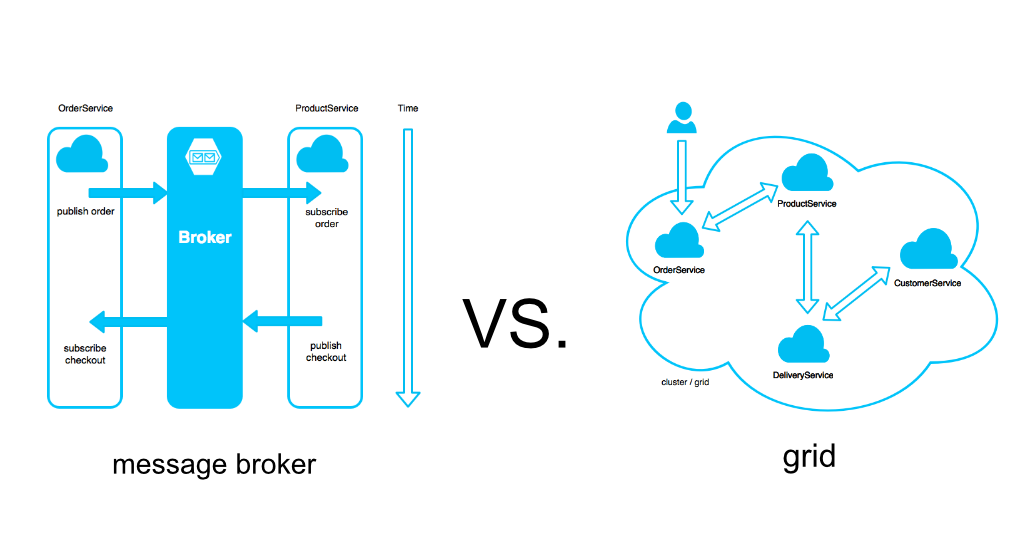 OrderService
ProductService
Time
publish order
subscribe
order
Broker
subscribe
checkout
publish
checkout
message broker
VS.
ProductService
OrderService
CustomerService
DeliveryService
cluster / grid
grid